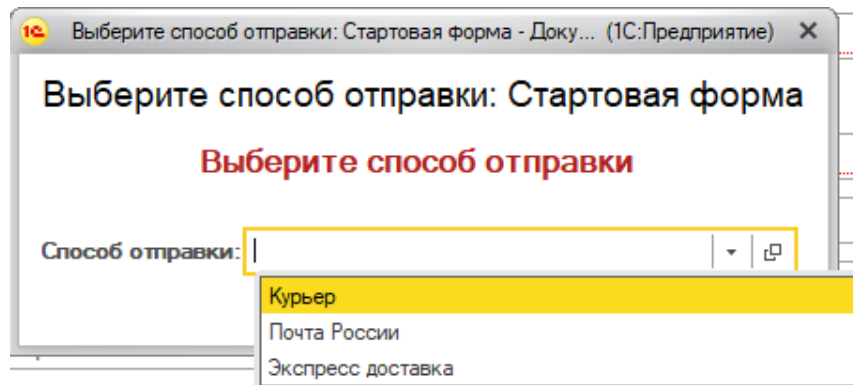 1С Выберите способ отправки: Стартовая форма - Доку... (1С:Предприятие)
Выберите способ отправки: Стартовая форма
Выберите способ отправки
Способ отправки:
Курьер
Почта России
Экспресс доставка